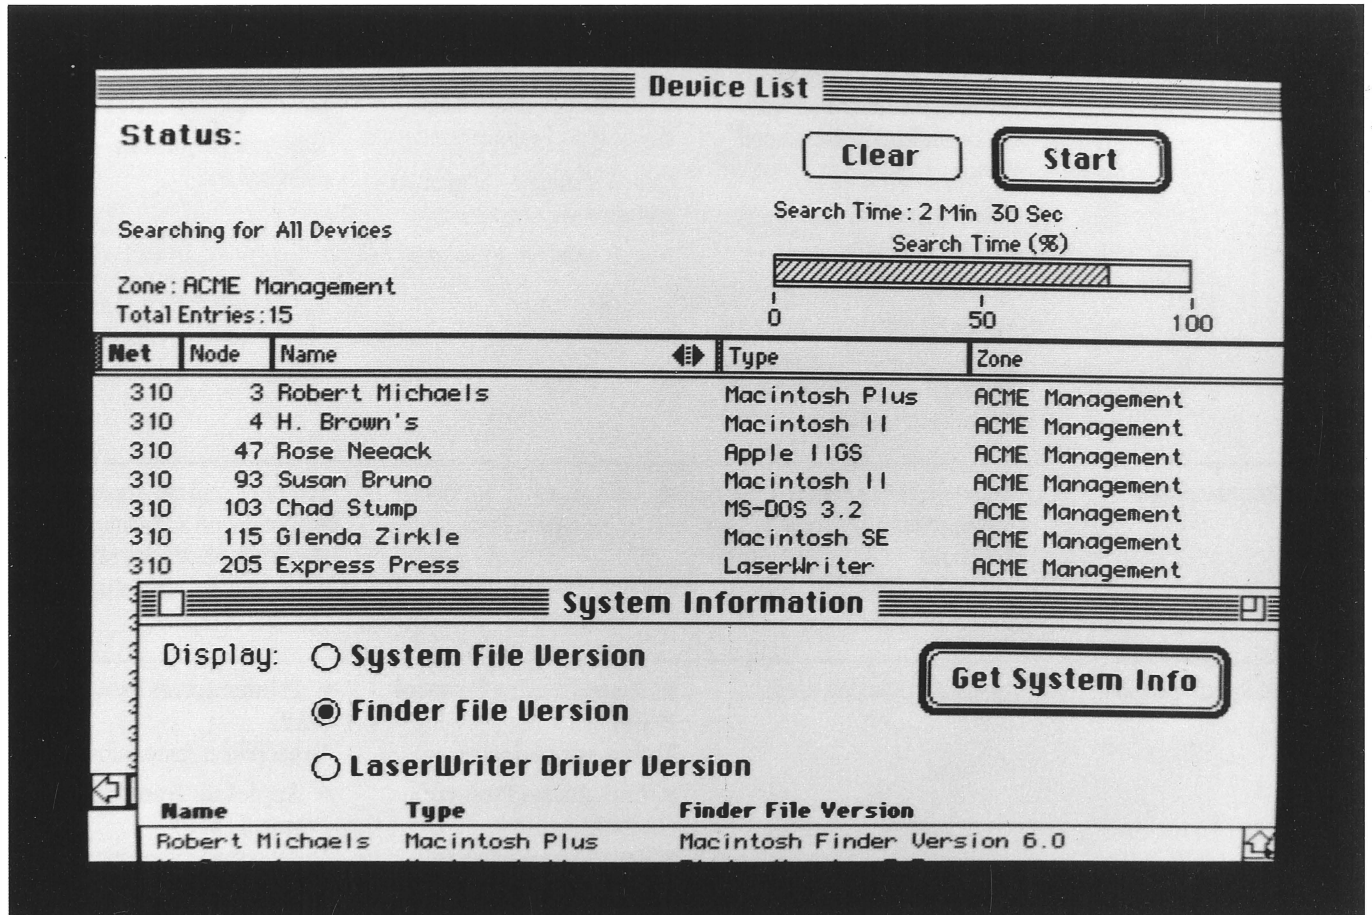 Device List
Status:
Clear
Start
Search Time: 2 Min 30 Sec
Searching for All Devices
Search Time (%)
Zone: ACME Management
Total Entries: 15
0 50 100
Net Node Name Type Zone
310 3 Robert Michaels Macintosh Plus ACME Management
310 4 H. Brown's Macintosh II ACME Management
310 47 Rose Neeack Apple IIGS ACME Management
310 93 Susan Bruno Macintosh II ACME Management
310 103 Chad Stump MS-DOS 3.2 ACME Management
310 115 Glenda Zirkle Macintosh SE ACME Management
310 205 Express Press LaserWriter ACME Management
System Information
Display: System File Version
Get System Info
Finder File Version
LaserWriter Driver Version
Name Type Finder File Version
Robert Michaels Macintosh Plus Macintosh Finder Version 6.0